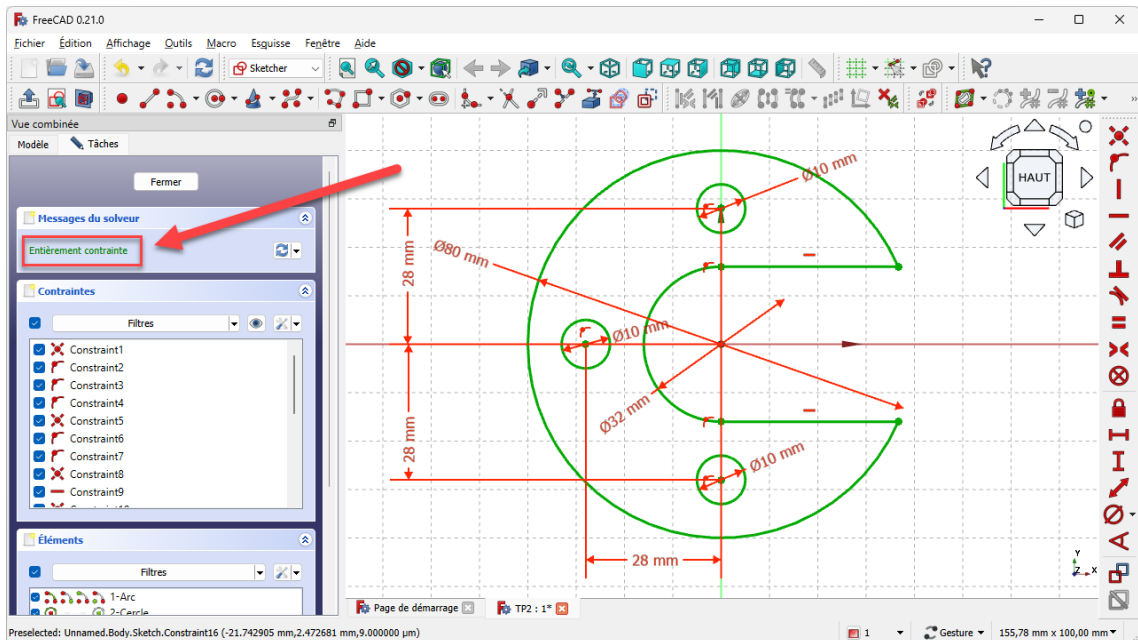 FreeCAD 0.21.0
Fichier Édition Affichage Outils Macro Esquisse Fenêtre Aide
Sketcher
Vue combinée
Modèle Tâches
Fermer
Messages du solveur
Entièrement contrainte
Contraintes
Filtres
Constraint1
Constraint2
Constraint3
Constraint4
Constraint5
Constraint6
Constraint7
Constraint8
Constraint9
Éléments
Filtres
1-Arc
2-Cercle
Ø10 mm
HAUT
Ø80 mm
28 mm
Ø10 mm
Ø32 mm
28 mm
Ø10 mm
28 mm
Y
Z X
Page de démarrage TP2 : 1*
Preselected: Unnamed.Body.Sketch.Constraint16 (-21.742905 mm,2.472681 mm,9.000000 µm)
1 Gesture 155,78 mm x 100,00 mm